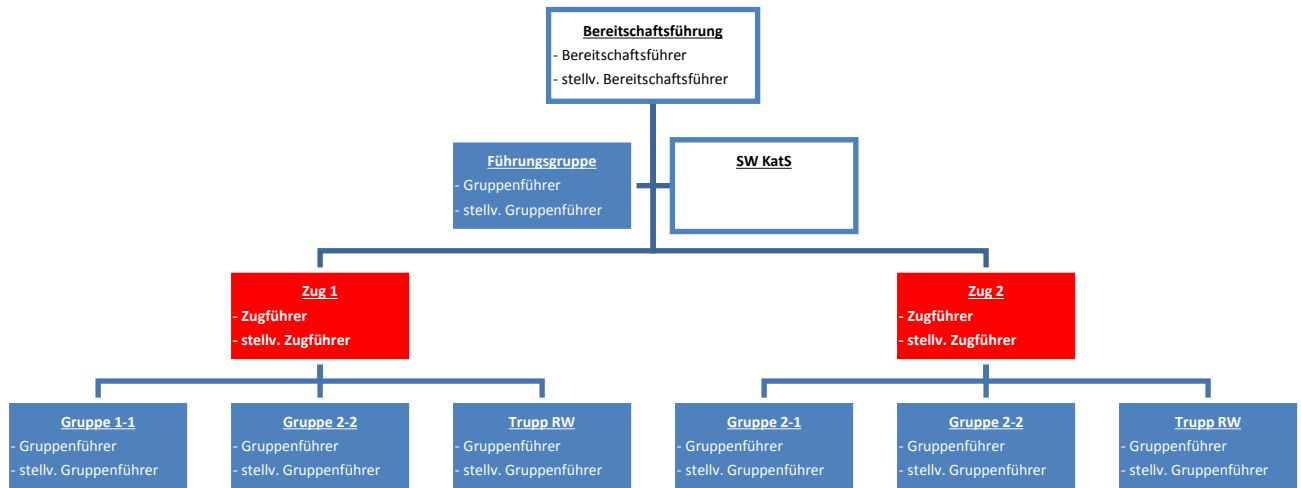 Bereitschaftsführung
- Bereitschaftsführer
- stellv. Bereitschaftsführer
Führungsgruppe
- Gruppenführer
- stellv. Gruppenführer
SW KatS
Zug 1
- Zugführer
- stellv. Zugführer
Zug 2
- Zugführer
- stellv. Zugführer
Gruppe 1-1
- Gruppenführer
- stellv. Gruppenführer
Gruppe 2-2
- Gruppenführer
- stellv. Gruppenführer
Trupp RW
- Gruppenführer
- stellv. Gruppenführer
Gruppe 2-1
- Gruppenführer
- stellv. Gruppenführer
Gruppe 2-2
- Gruppenführer
- stellv. Gruppenführer
Trupp RW
- Gruppenführer
- stellv. Gruppenführer